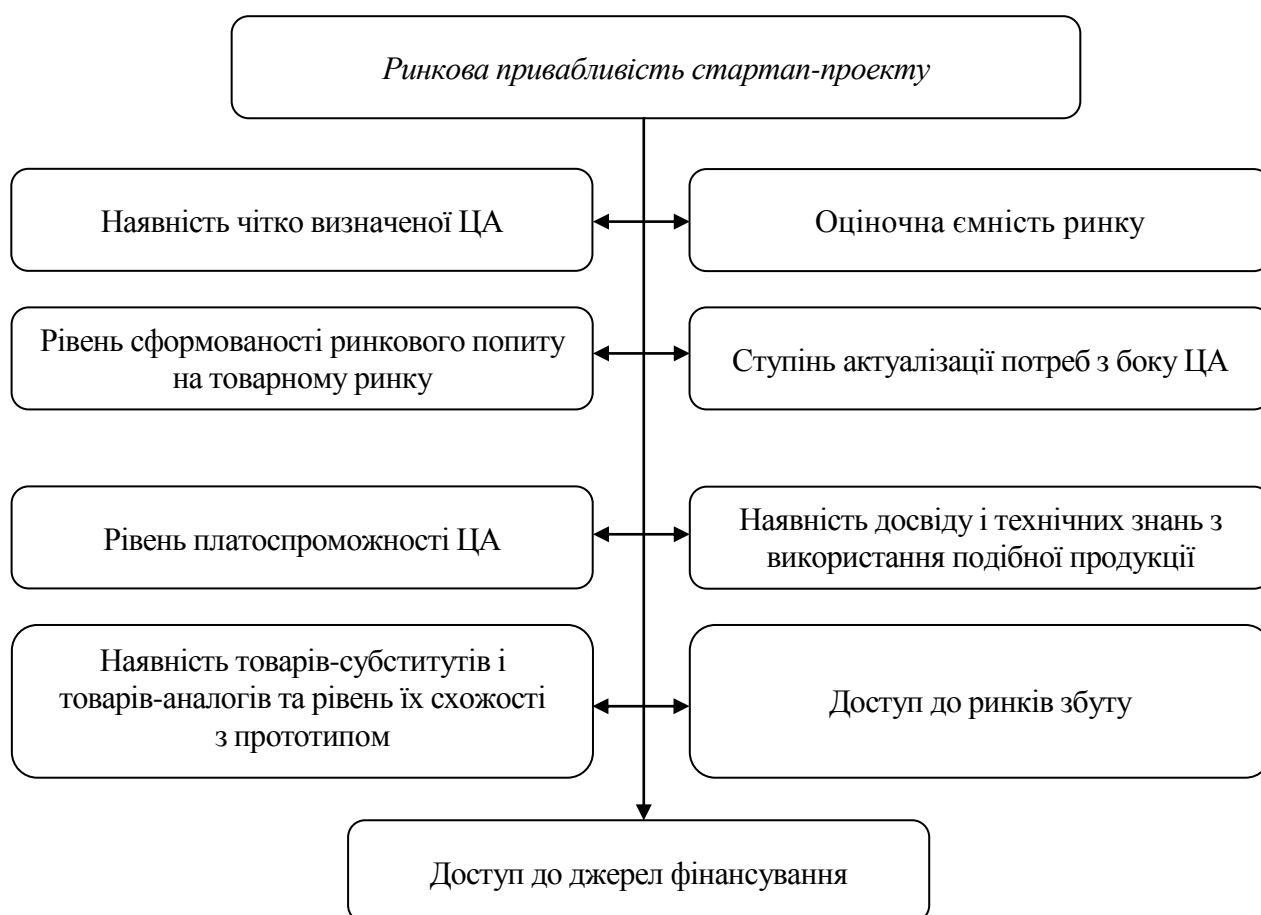 Ринкова привабливість стартап-проекту
Наявність чітко визначеної ЦА
Оціночна ємність ринку
Рівень сформованості ринкового попиту
на товарному ринку
Ступінь актуалізації потреб з боку ЦА
Рівень платоспроможності ЦА
Наявність досвіду і технічних знань з
використання подібної продукції
Наявність товарів-субститутів і
товарів-аналогів та рівень їх схожості
з прототипом
Доступ до ринків збуту
Доступ до джерел фінансування